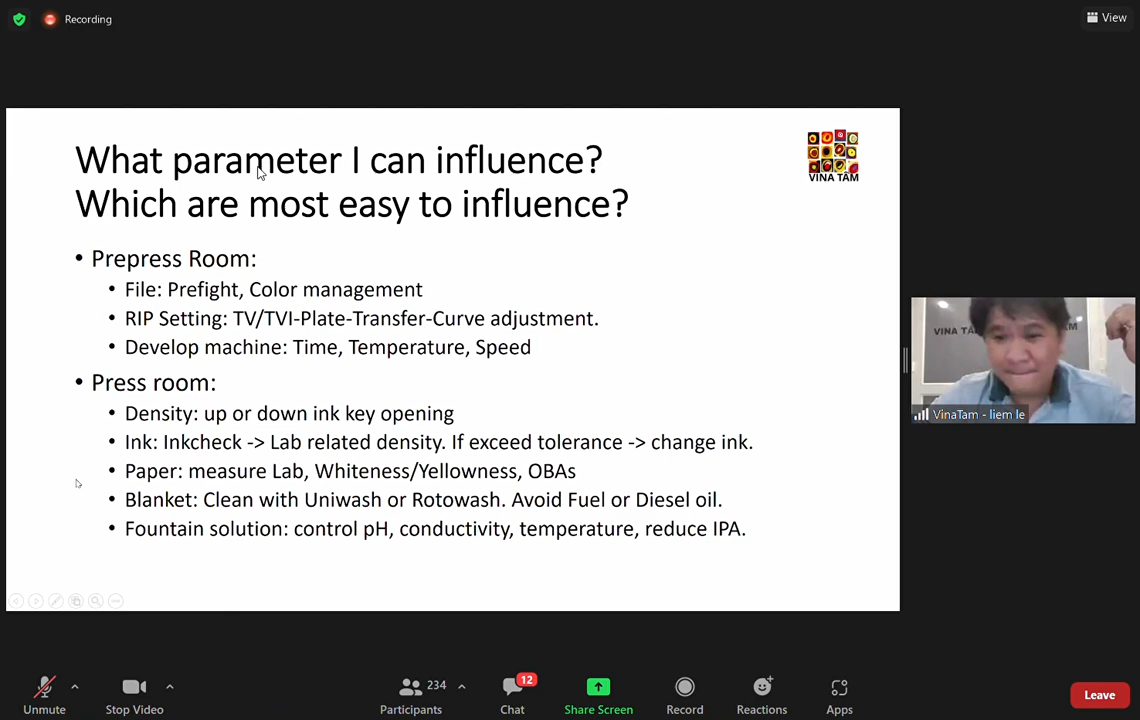 Recording
View
What parameter I can influence?
Which are most easy to influence?
VINA TAM
• Prepress Room:
• File: Prefight, Color management
• RIP Setting: TV/TVI-Plate-Transfer-Curve adjustment.
• Develop machine: Time, Temperature, Speed
• Press room:
• Density: up or down ink key opening
• Ink: Inkcheck -> Lab related density. If exceed tolerance -> change ink.
• Paper: measure Lab, Whiteness/Yellowness, OBAs
• Blanket: Clean with Uniwash or Rotowash. Avoid Fuel or Diesel oil.
• Fountain solution: control pH, conductivity, temperature, reduce IPA.
VinaTam - liem le
234
12
Unmute
Stop Video
Participants
Chat
Share Screen
Record
Reactions
Apps
Leave